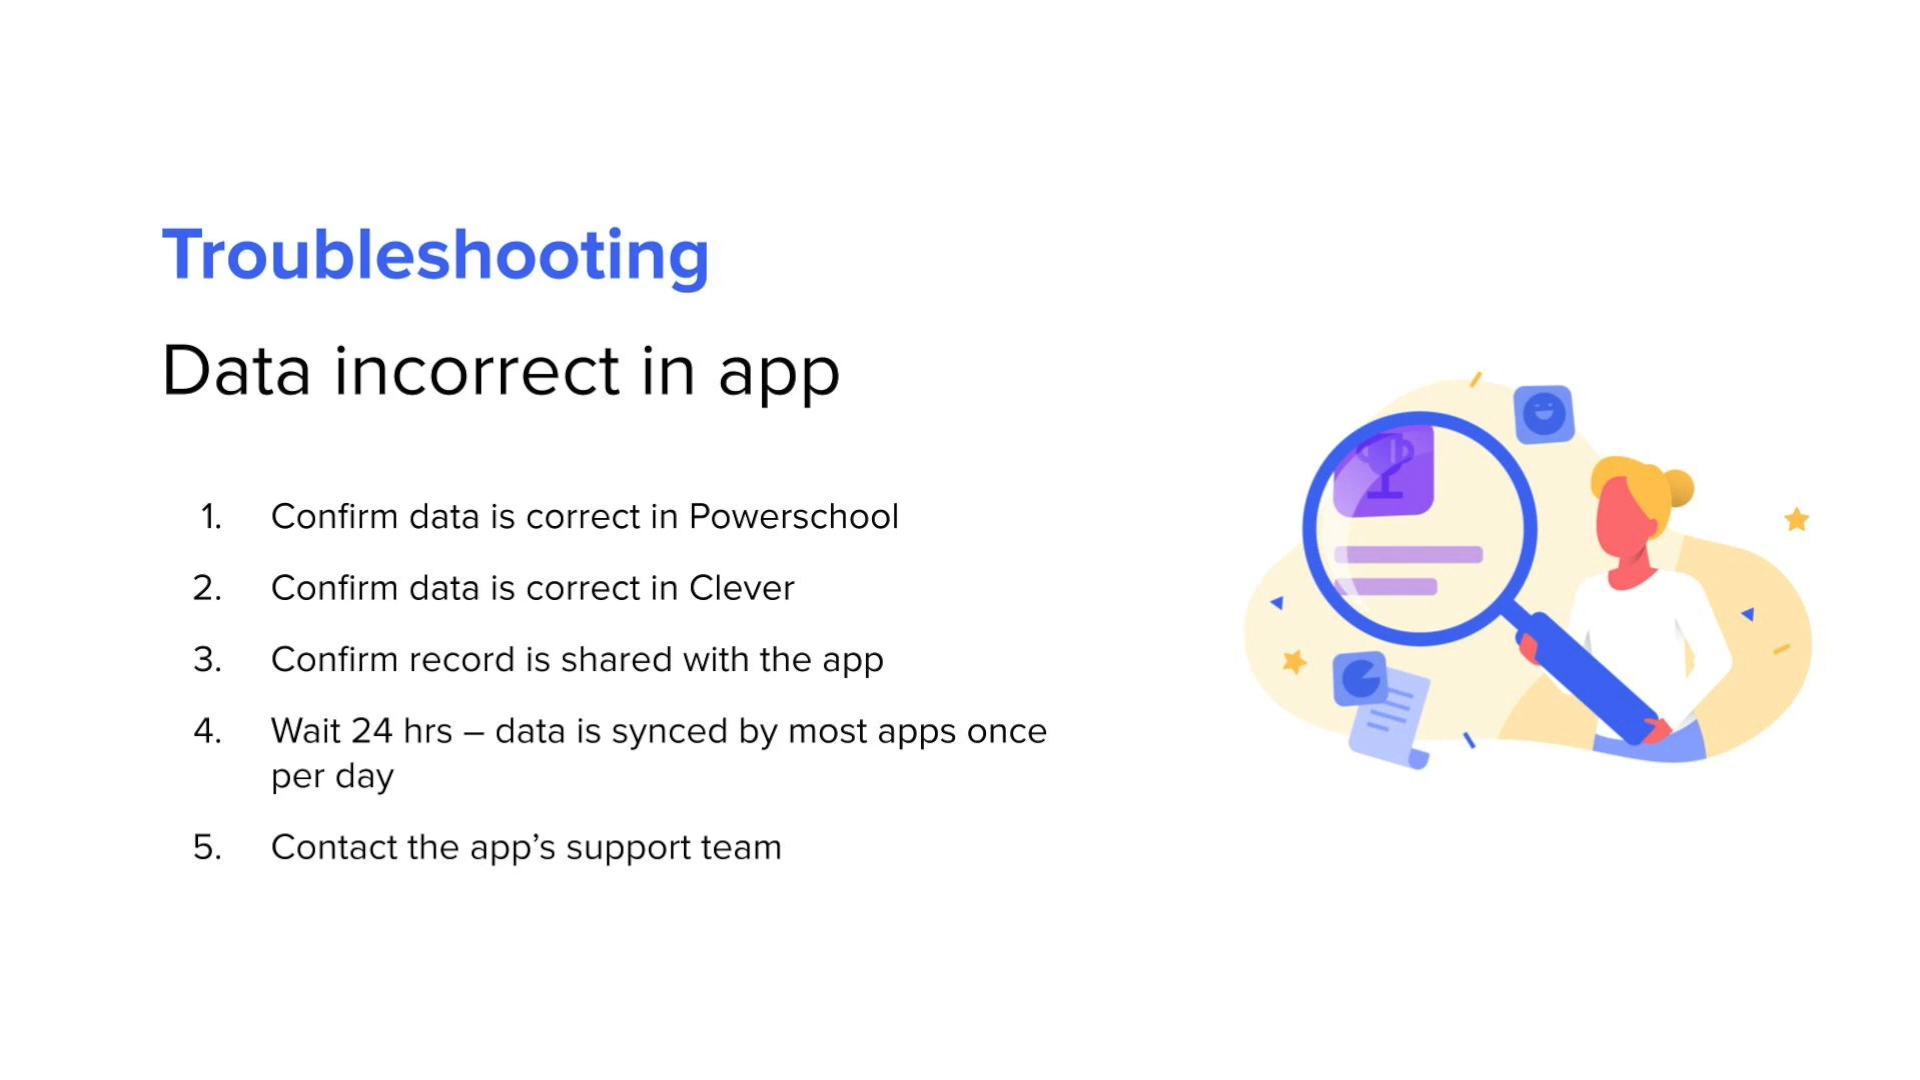 Troubleshooting
Data incorrect in app
1. Confirm data is correct in Powerschool
2. Confirm data is correct in Clever
3. Confirm record is shared with the app
4. Wait 24 hrs – data is synced by most apps once
per day
5. Contact the app’s support team